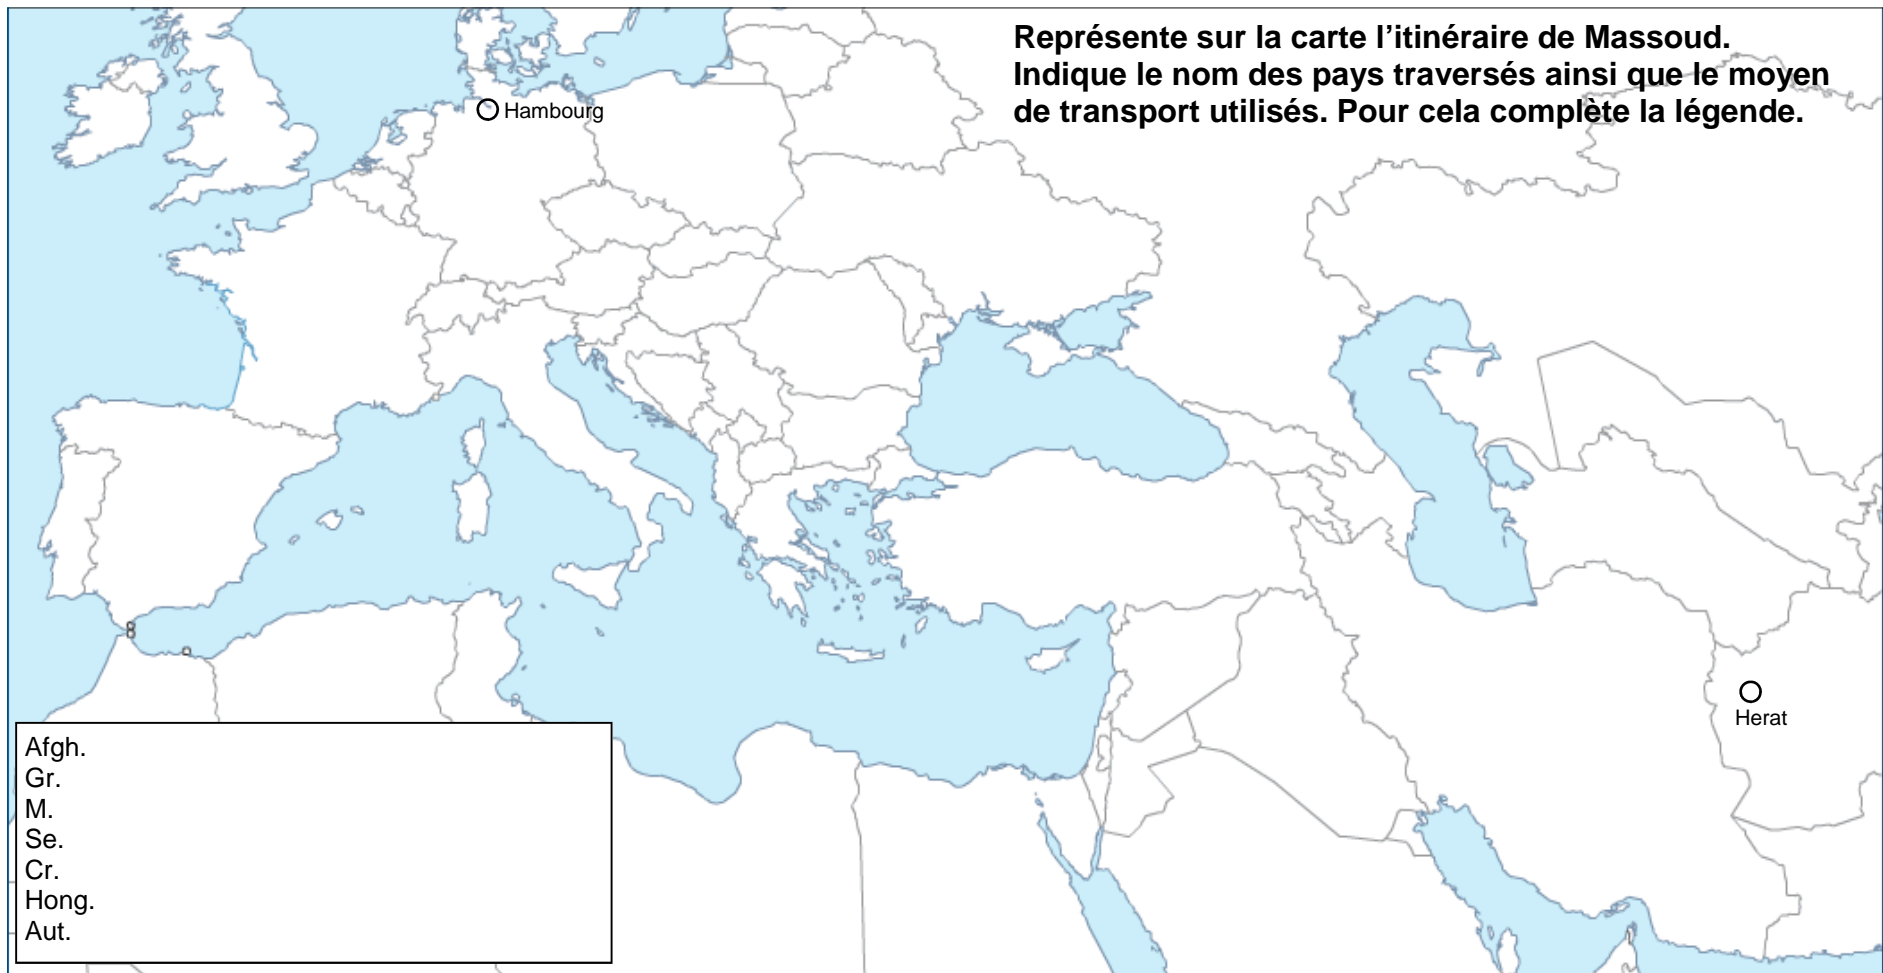 Représente sur la carte l’itinéraire de Massoud.
Indique le nom des pays traversés ainsi que le moyen
de transport utilisés. Pour cela complète la légende.
Hambourg
Herat
Afgh.
Gr.
M.
Se.
Cr.
Hong.
Aut.